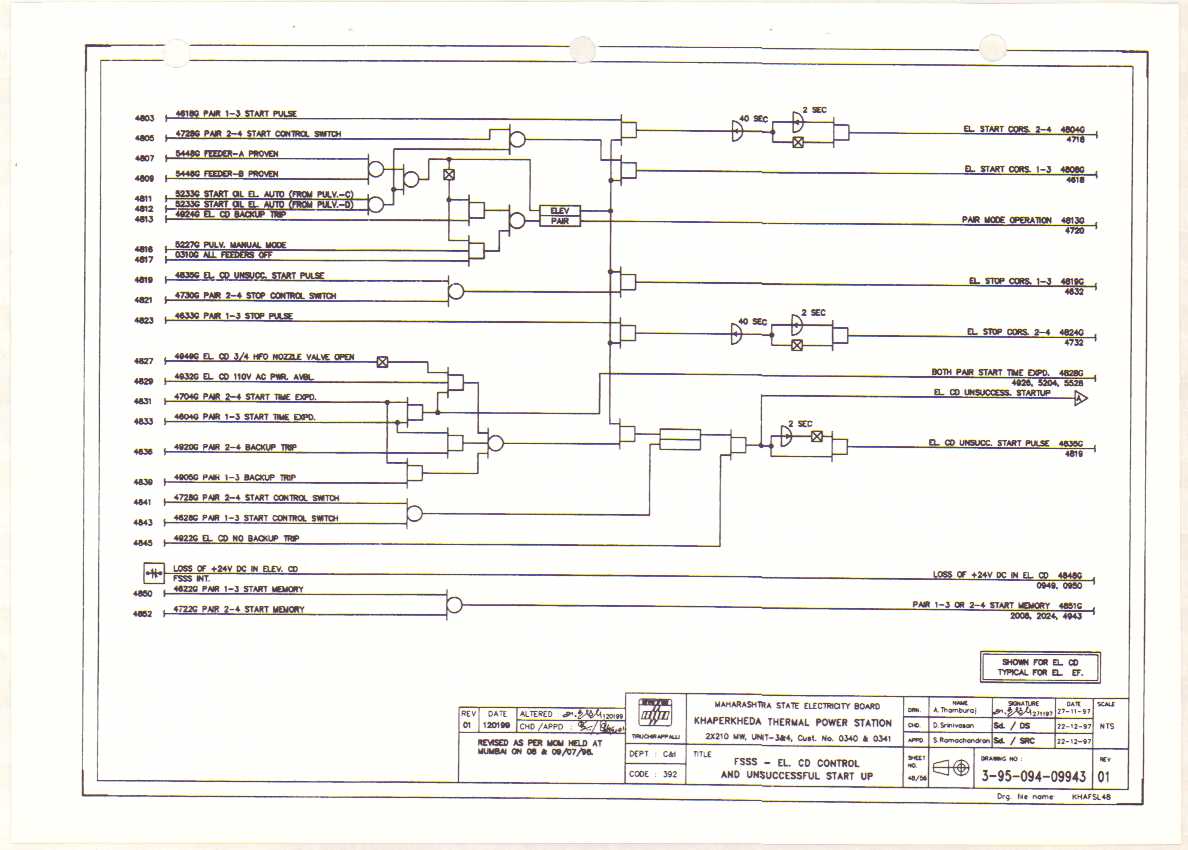 4803 4618G PAIR 1-3 START PULSE
4805 4728G PAIR 2-4 START CONTROL SWITCH
4807 5448G FEEDER-A PROVEN
4809 5448G FEEDER-B PROVEN
4811 5233G START OIL EL. AUTO (FROM PULV.-C)
4812 5233G START OIL EL. AUTO (FROM PULV.-D)
4813 4924G EL. CD BACKUP TRIP
4816 5227G PULV. MANUAL MODE
4817 0310G ALL FEEDERS OFF
4819 4835G EL. CD UNSUCC. START PULSE
4821 4730G PAIR 2-4 STOP CONTROL SWITCH
4823 4633G PAIR 1-3 STOP PULSE
4827 4949G EL. CD 3/4 HFO NOZZLE VALVE OPEN
4829 4932G EL. CD 110V AC PWR. AVBL.
4831 4704G PAIR 2-4 START TIME EXPD.
4833 4604G PAIR 1-3 START TIME EXPD.
4836 4920G PAIR 2-4 BACKUP TRIP
4839 4905G PAIR 1-3 BACKUP TRIP
4841 4728G PAIR 2-4 START CONTROL SWITCH
4843 4628G PAIR 1-3 START CONTROL SWITCH
4845 4922G EL. CD NO BACKUP TRIP
LOSS OF +24V DC IN ELEV. CD
FSSS INT.
4850 4622G PAIR 1-3 START MEMORY
4852 4722G PAIR 2-4 START MEMORY
ELEV
PAIR
40 SEC
2 SEC
40 SEC
2 SEC
2 SEC
EL. START CORS. 2-4 4804G
4718
EL. START CORS. 1-3 4808G
4618
PAIR MODE OPERATION 4813G
4720
EL. STOP CORS. 1-3 4819G
4632
EL. STOP CORS. 2-4 4824G
4732
BOTH PAIR START TIME EXPD. 4828G
4926, 5204, 5528
EL. CD UNSUCCESS. STARTUP
A
EL. CD UNSUCC. START PULSE 4835G
4819
LOSS OF +24V DC IN EL. CD 4848G
0949, 0950
PAIR 1-3 OR 2-4 START MEMORY 4851G
2008, 2024, 4943
SHOWN FOR EL. CD
TYPICAL FOR EL. EF.
REV DATE ALTERED 120199
01 120199 CHD/APPD :
REVISED AS PER MOM HELD AT
MUMBAI ON 08 & 09/07/98.
TIRUCHIRAPPALLI
DEPT : C&I
CODE : 392
MAHARASHTRA STATE ELECTRICITY BOARD
KHAPERKHEDA THERMAL POWER STATION
2X210 MW, UNIT-3&4, Cust. No. 0340 & 0341
TITLE
FSSS - EL. CD CONTROL
AND UNSUCCESSFUL START UP
NAME SIGNATURE DATE SCALE
DRN. A.Thamburaj 27-11-97
CHD. D.Srinivasan Sd. / DS 22-12-97 NTS
APPD S.Ramachandran Sd. / SRC 22-12-97
SHEET NO. 48/56
DRAWING NO :
3-95-094-09943
REV
01
Drg. file name KHAFSL48